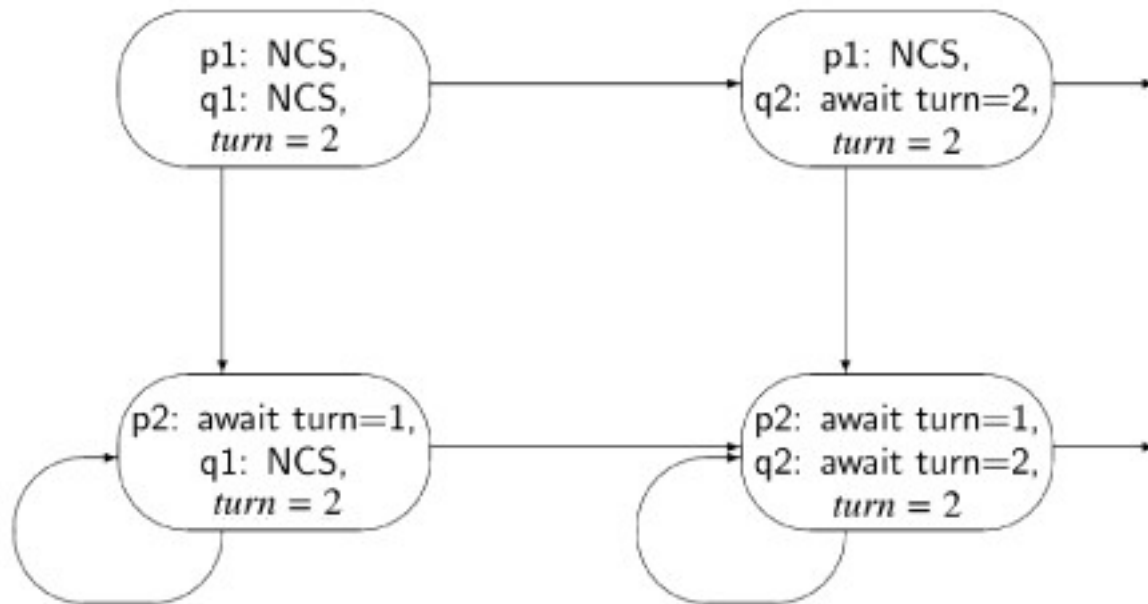 p1: NCS,
q1: NCS,
turn = 2
p1: NCS,
q2: await turn=2,
turn = 2
p2: await turn=1,
q1: NCS,
turn = 2
p2: await turn=1,
q2: await turn=2,
turn = 2